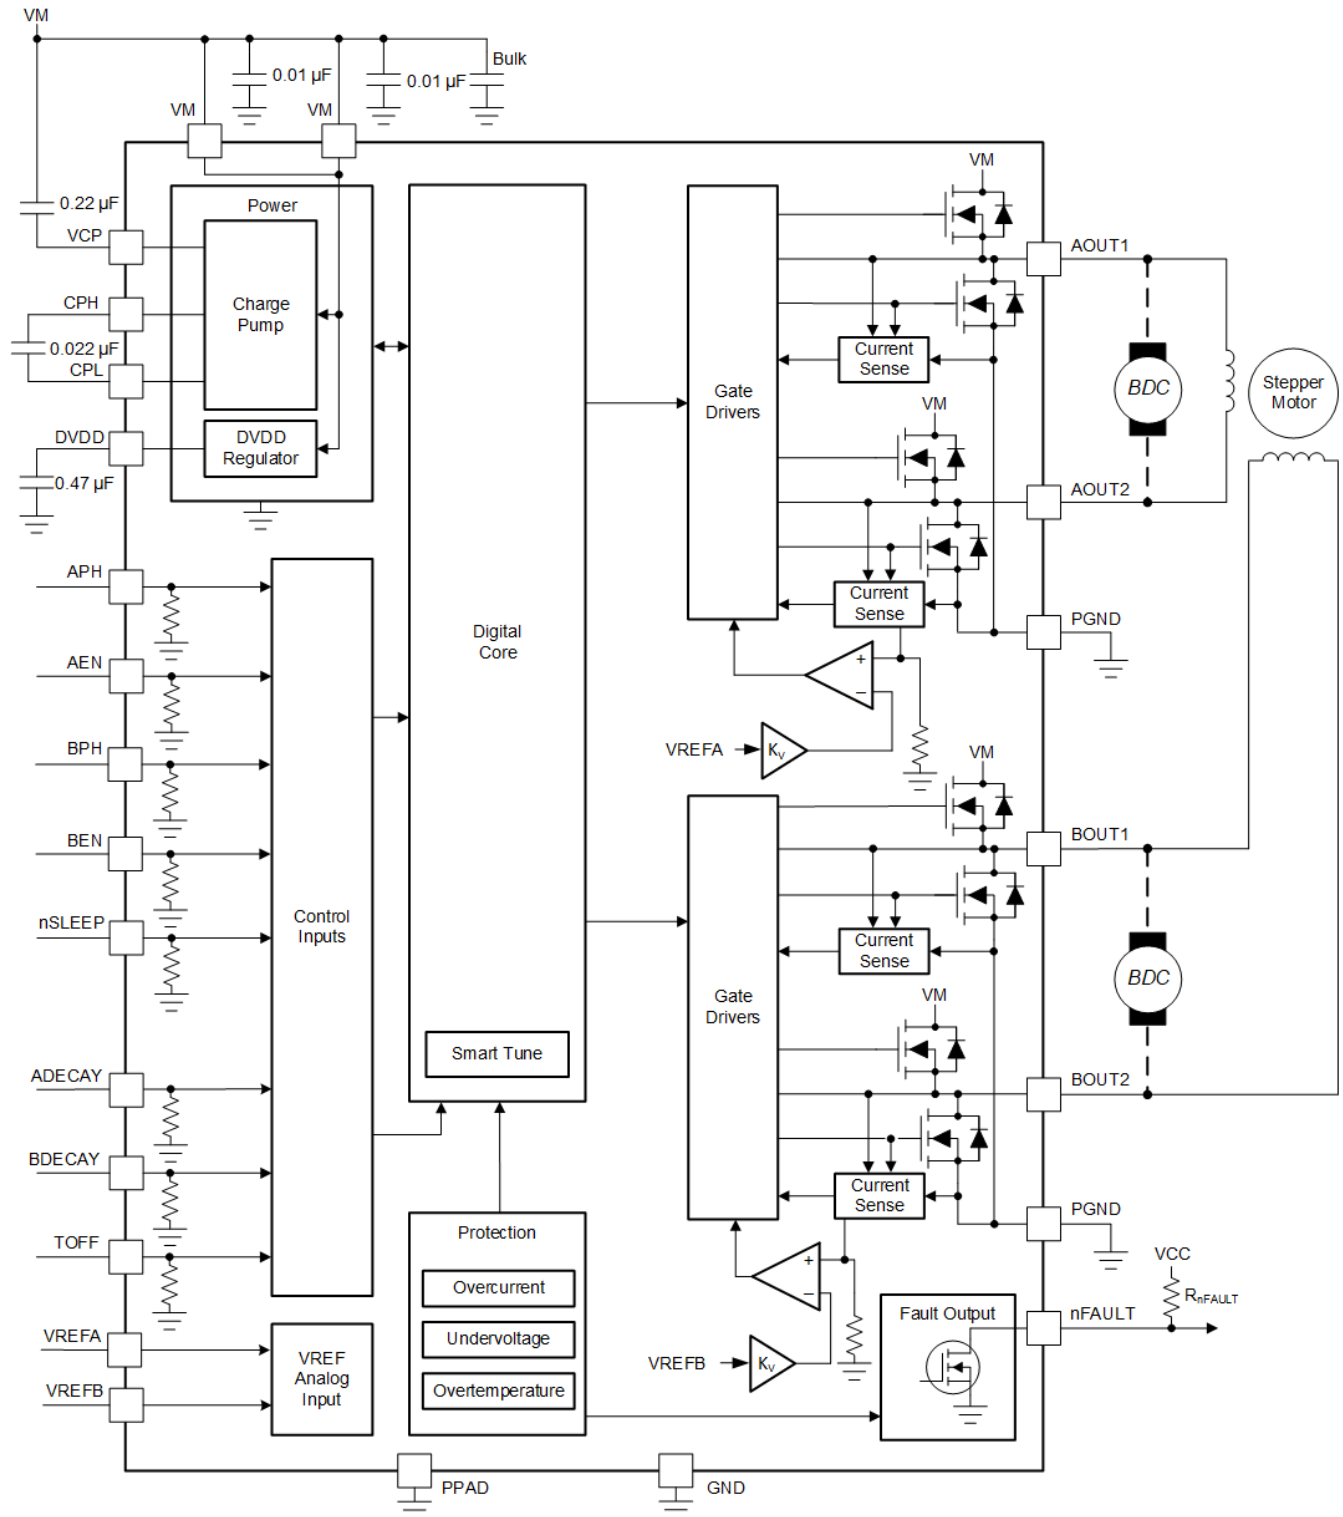 VM
Bulk
0.01 µF
0.01 µF
VM
VM
VM
0.22 µF
Power
VCP
AOUT1
CPH
Charge
Pump
0.022 µF
CPL
Current
Sense
Gate
Drivers
BDC
Stepper
Motor
VM
DVDD
DVDD
Regulator
0.47 µF
AOUT2
APH
Current
Sense
PGND
Digital
Core
AEN
+
−
BPH
VREFA
KV
VM
BEN
BOUT1
nSLEEP
Control
Inputs
Current
Sense
BDC
Gate
Drivers
VM
Smart Tune
ADECAY
BOUT2
BDECAY
Current
Sense
PGND
Protection
TOFF
+
−
VCC
Overcurrent
RnFAULT
Fault Output
nFAULT
VREFA
Undervoltage
VREF
Analog
Input
VREFB
KV
VREFB
Overtemperature
PPAD
GND